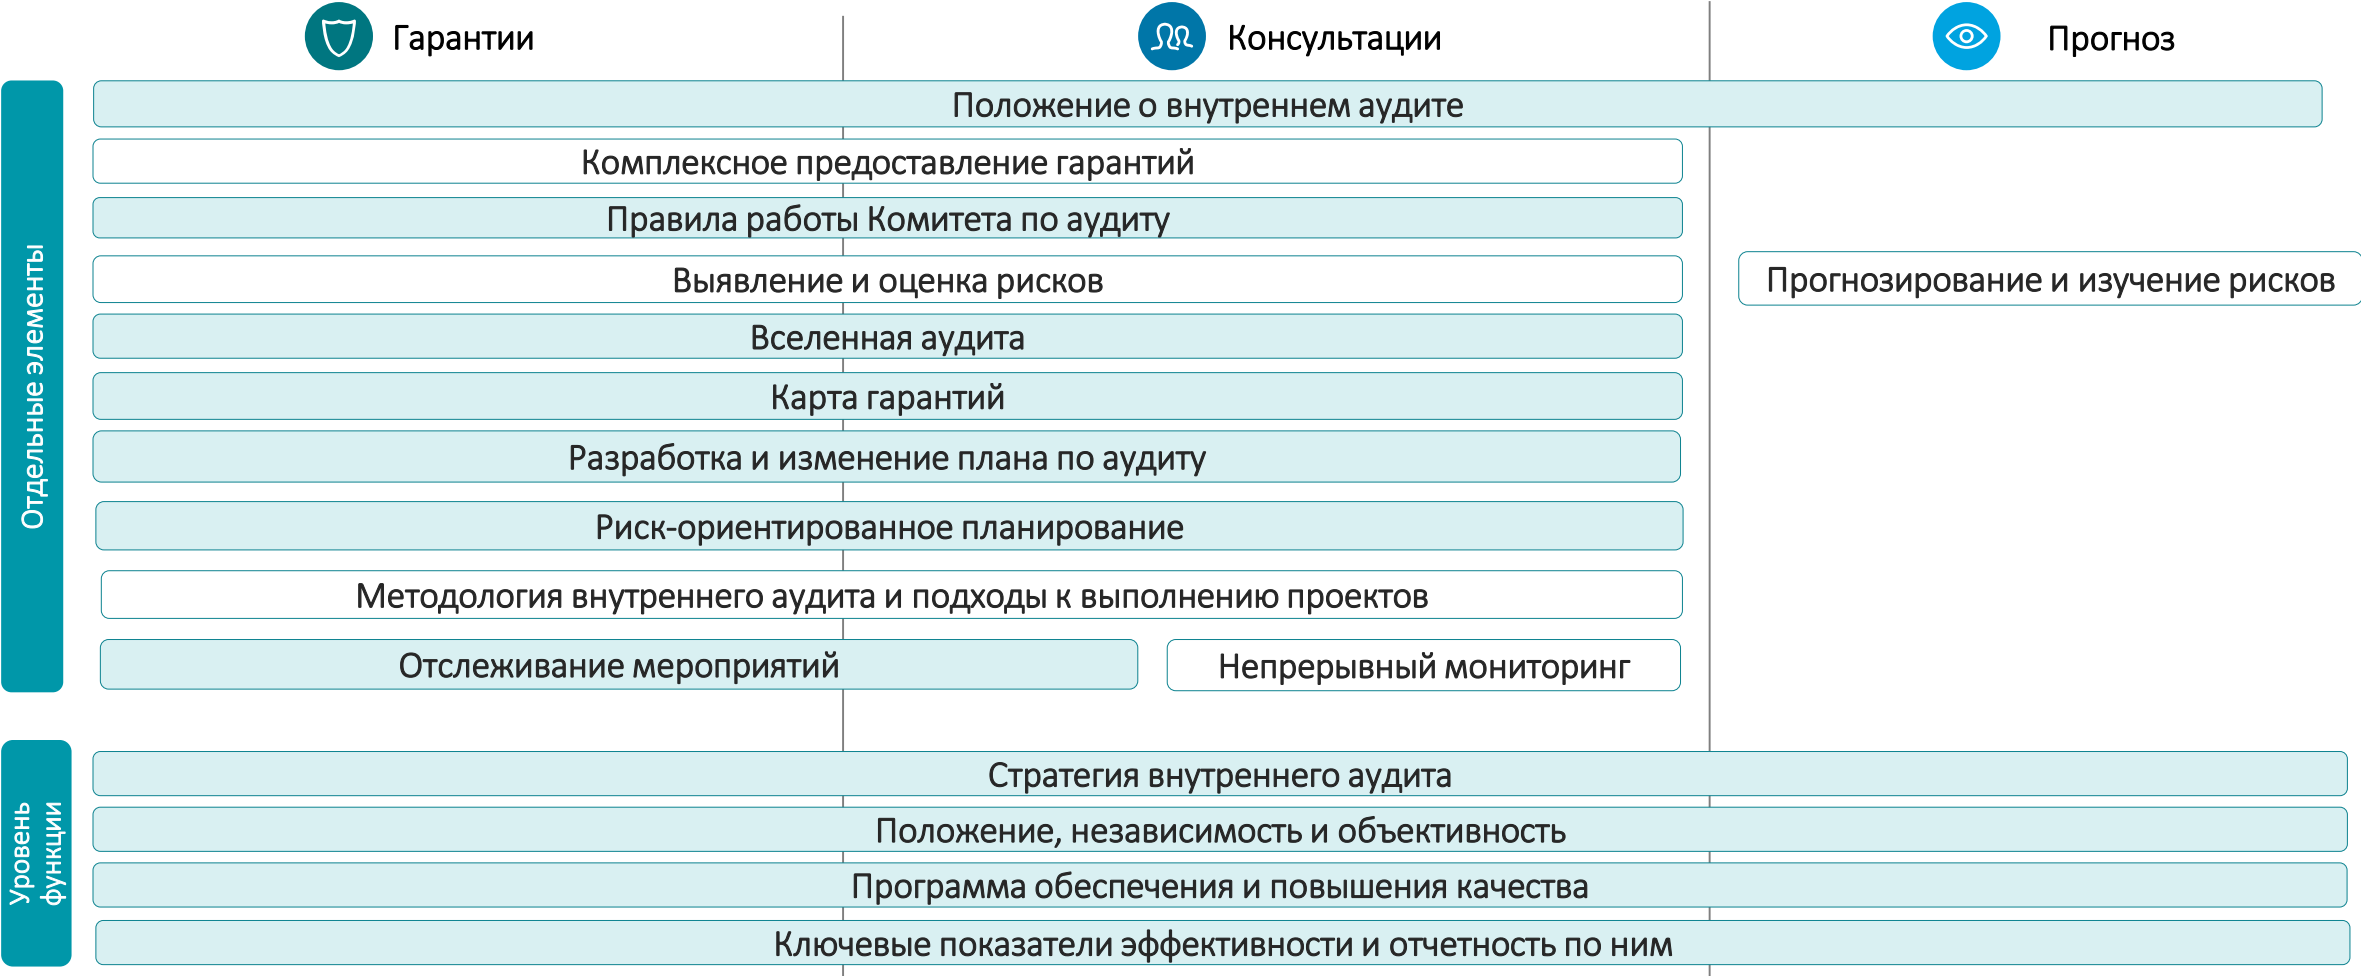 Гарантии
Консультации
Прогноз
Отдельные элементы
Положение о внутреннем аудите
Комплексное предоставление гарантий
Правила работы Комитета по аудиту
Выявление и оценка рисков
Прогнозирование и изучение рисков
Вселенная аудита
Карта гарантий
Разработка и изменение плана по аудиту
Риск-ориентированное планирование
Методология внутреннего аудита и подходы к выполнению проектов
Отслеживание мероприятий
Непрерывный мониторинг
Уровень
функции
Стратегия внутреннего аудита
Положение, независимость и объективность
Программа обеспечения и повышения качества
Ключевые показатели эффективности и отчетность по ним